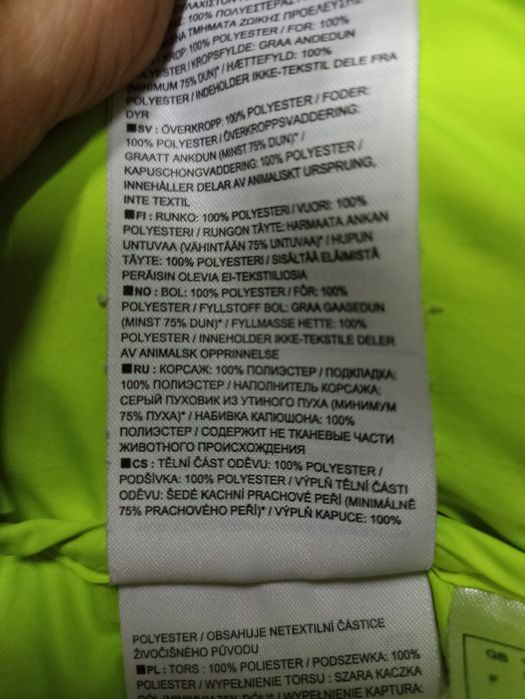 100% ΠΟΛΥΕΣΤΕΡΑΣ
ΤΜΗΜΑΤΑ ΖΩΙΚΗΣ ΠΡΟΕΛΕΥΣΗΣ
KROP: 100% POLYESTER / FOR: 100%
POLYESTER / KROPSFYLDE: GRAA ANDEDUN
(MINIMUM 75% DUN)* / HÆTTEFYLD: 100%
POLYESTER / INDEHOLDER IKKE-TEKSTIL DELE FRA
DYR
■SV : ÖVERKROPP: 100% POLYESTER / FODER:
100% POLYESTER / ÖVERKROPPSVADDERING:
GRAATT ANKDUN (MINST 75% DUN)* /
KAPUSCHONGVADDERING: 100% POLYESTER /
INNEHÅLLER DELAR AV ANIMALISKT URSPRUNG,
INTE TEXTIL
■FI : RUNKO: 100% POLYESTERI / VUORI: 100%
POLYESTERI / RUNGON TÄYTE: HARMAATA ANKAN
UNTUVAA (VÄHINTÄÄN 75% UNTUVAA)* / HUPUN
TÄYTE: 100% POLYESTERI / SISÄLTÄÄ ELÄIMISTÄ
PERÄISIN OLEVIA EI-TEKSTIILIOSIA
■NO : BOL: 100% POLYESTER / FÔR: 100%
POLYESTER / FYLLSTOFF BOL: GRAA GAASEDUN
(MINST 75% DUN)* / FYLLMASSE HETTE: 100%
POLYESTER / INNEHOLDER IKKE-TEKSTILE DELER
AV ANIMALSK OPPRINNELSE
■RU : КОРСАЖ: 100% ПОЛИЭСТЕР / ПОДКЛАДКА:
100% ПОЛИЭСТЕР / НАПОЛНИТЕЛЬ КОРСАЖА:
СЕРЫЙ ПУХОВИК ИЗ УТИНОГО ПУХА (МИНИМУМ
75% ПУХА)* / НАБИВКА КАПЮШОНА: 100%
ПОЛИЭСТЕР / СОДЕРЖИТ НЕ ТКАНЕВЫЕ ЧАСТИ
ЖИВОТНОГО ПРОИСХОЖДЕНИЯ
■CS : TĚLNÍ ČÁST ODĚVU: 100% POLYESTER /
PODŠÍVKA: 100% POLYESTER / VÝPLŇ TĚLNÍ ČÁSTI
ODĚVU: ŠEDÉ KACHNÍ PRACHOVÉ PEŘÍ (MINIMÁLNĚ
75% PRACHOVÉHO PEŘÍ)* / VÝPLŇ KAPUCE: 100%
POLYESTER / OBSAHUJE NETEXTILNÍ ČÁSTICE
ŽIVOČIŠNÉHO PŮVODU
■PL : TORS : 100% POLIESTER / PODSZEWKA: 100%
POLIESTER / WYPEŁNIENIE TORSU : SZARA KACZKA
POLIESTER / WYPEŁNIENIE KAPTURA:
GB
F